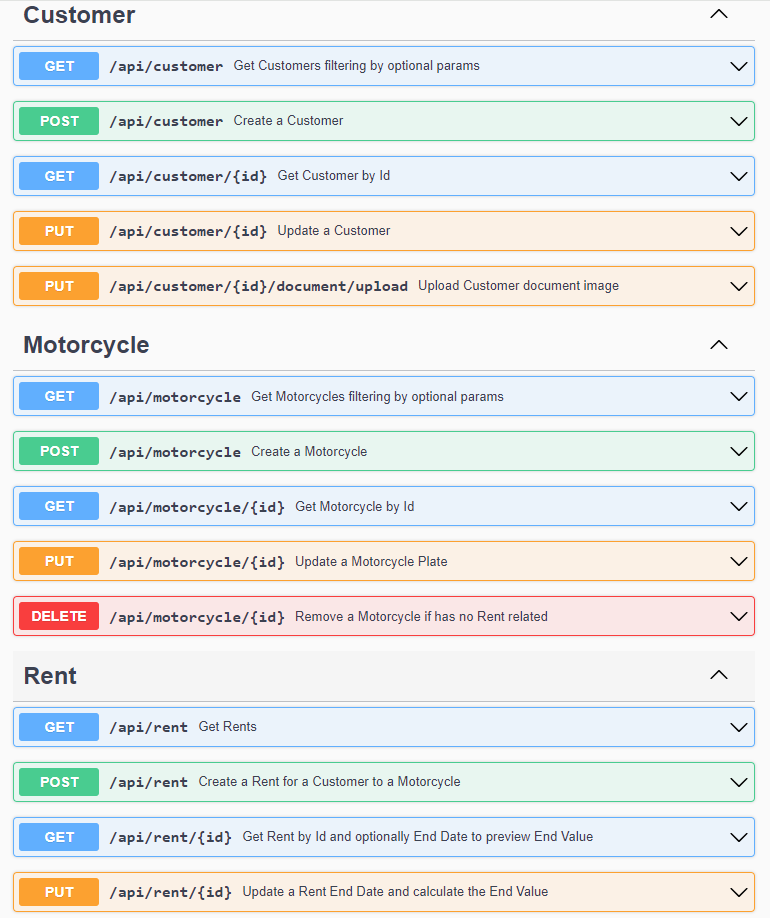 Customer
GET /api/customer Get Customers filtering by optional params
POST /api/customer Create a Customer
GET /api/customer/{id} Get Customer by Id
PUT /api/customer/{id} Update a Customer
PUT /api/customer/{id}/document/upload Upload Customer document image
Motorcycle
GET /api/motorcycle Get Motorcycles filtering by optional params
POST /api/motorcycle Create a Motorcycle
GET /api/motorcycle/{id} Get Motorcycle by Id
PUT /api/motorcycle/{id} Update a Motorcycle Plate
DELETE /api/motorcycle/{id} Remove a Motorcycle if has no Rent related
Rent
GET /api/rent Get Rents
POST /api/rent Create a Rent for a Customer to a Motorcycle
GET /api/rent/{id} Get Rent by Id and optionally End Date to preview End Value
PUT /api/rent/{id} Update a Rent End Date and calculate the End Value